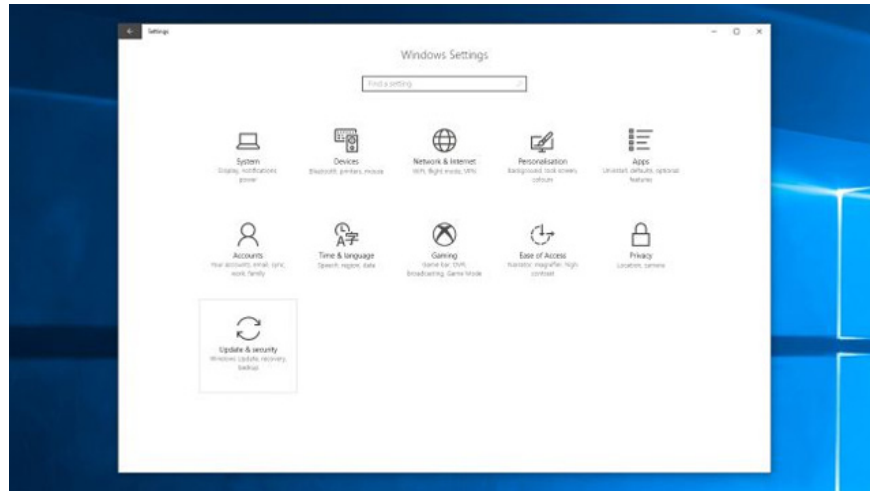 Settings
Windows Settings
Find a setting
System
Display, notifications,
power
Devices
Bluetooth, printers, mouse
Network & Internet
WiFi, flight mode, VPN
Personalisation
Background, lock screen,
colours
Apps
Uninstall, defaults, optional
features
Accounts
Your accounts, email, sync,
work, family
Time & language
Speech, region, date
Gaming
Game bar, DVR,
broadcasting, Game Mode
Ease of Access
Narrator, magnifier, high
contrast
Privacy
Location, camera
Update & security
Windows Update, recovery,
backup